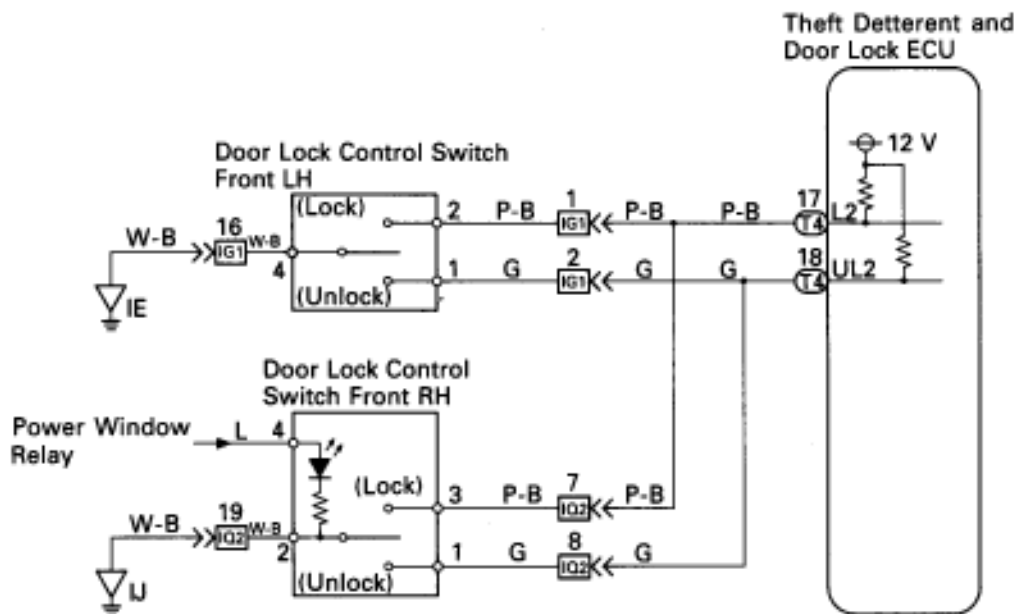 Theft Detterent and
Door Lock ECU
12 V
Door Lock Control Switch
Front LH
(Lock)
2
P-B
1
IG1
P-B
P-B
17
T4
L2
W-B
16
IG1
W-B
4
1
G
2
IG1
G
G
18
T4
UL2
(Unlock)
IE
Door Lock Control
Switch Front RH
Power Window
Relay
L
4
(Lock)
3
P-B
7
IQ2
P-B
W-B
19
IQ2
W-B
2
1
G
8
IQ2
G
(Unlock)
IJ